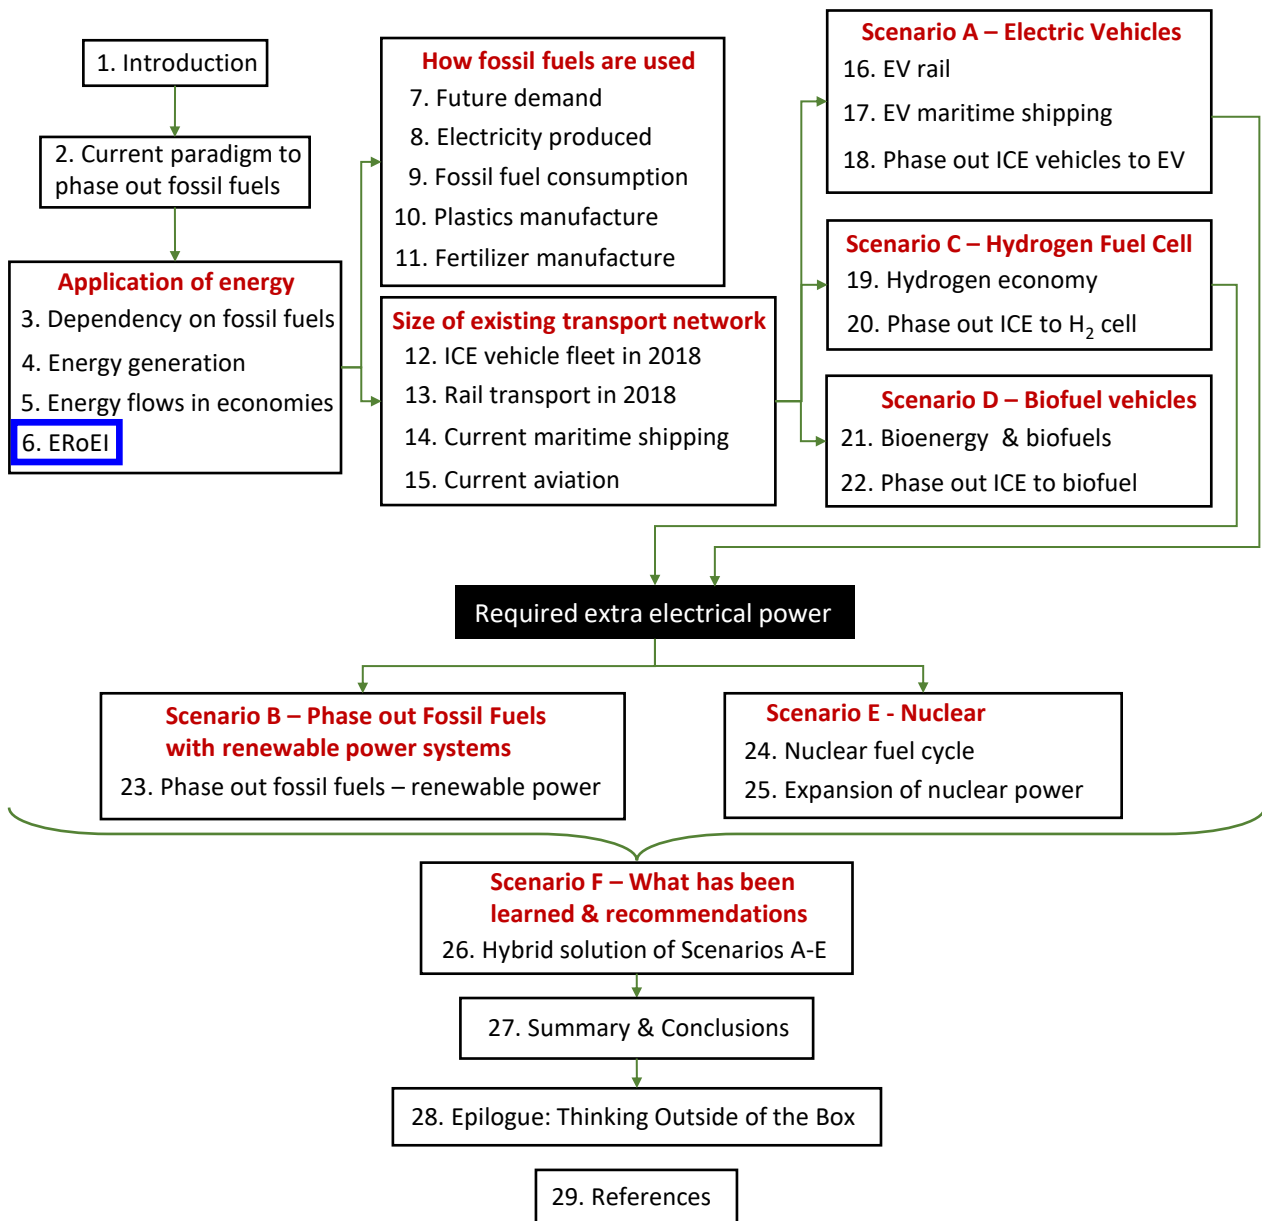 1. Introduction
2. Current paradigm to
phase out fossil fuels
Application of energy
3. Dependency on fossil fuels
4. Energy generation
5. Energy flows in economies
6. ERoEI
How fossil fuels are used
7. Future demand
8. Electricity produced
9. Fossil fuel consumption
10. Plastics manufacture
11. Fertilizer manufacture
Size of existing transport network
12. ICE vehicle fleet in 2018
13. Rail transport in 2018
14. Current maritime shipping
15. Current aviation
Scenario A – Electric Vehicles
16. EV rail
17. EV maritime shipping
18. Phase out ICE vehicles to EV
Scenario C – Hydrogen Fuel Cell
19. Hydrogen economy
20. Phase out ICE to H₂ cell
Scenario D – Biofuel vehicles
21. Bioenergy & biofuels
22. Phase out ICE to biofuel
Required extra electrical power
Scenario B – Phase out Fossil Fuels
with renewable power systems
23. Phase out fossil fuels – renewable power
Scenario E - Nuclear
24. Nuclear fuel cycle
25. Expansion of nuclear power
Scenario F – What has been
learned & recommendations
26. Hybrid solution of Scenarios A-E
27. Summary & Conclusions
28. Epilogue: Thinking Outside of the Box
29. References